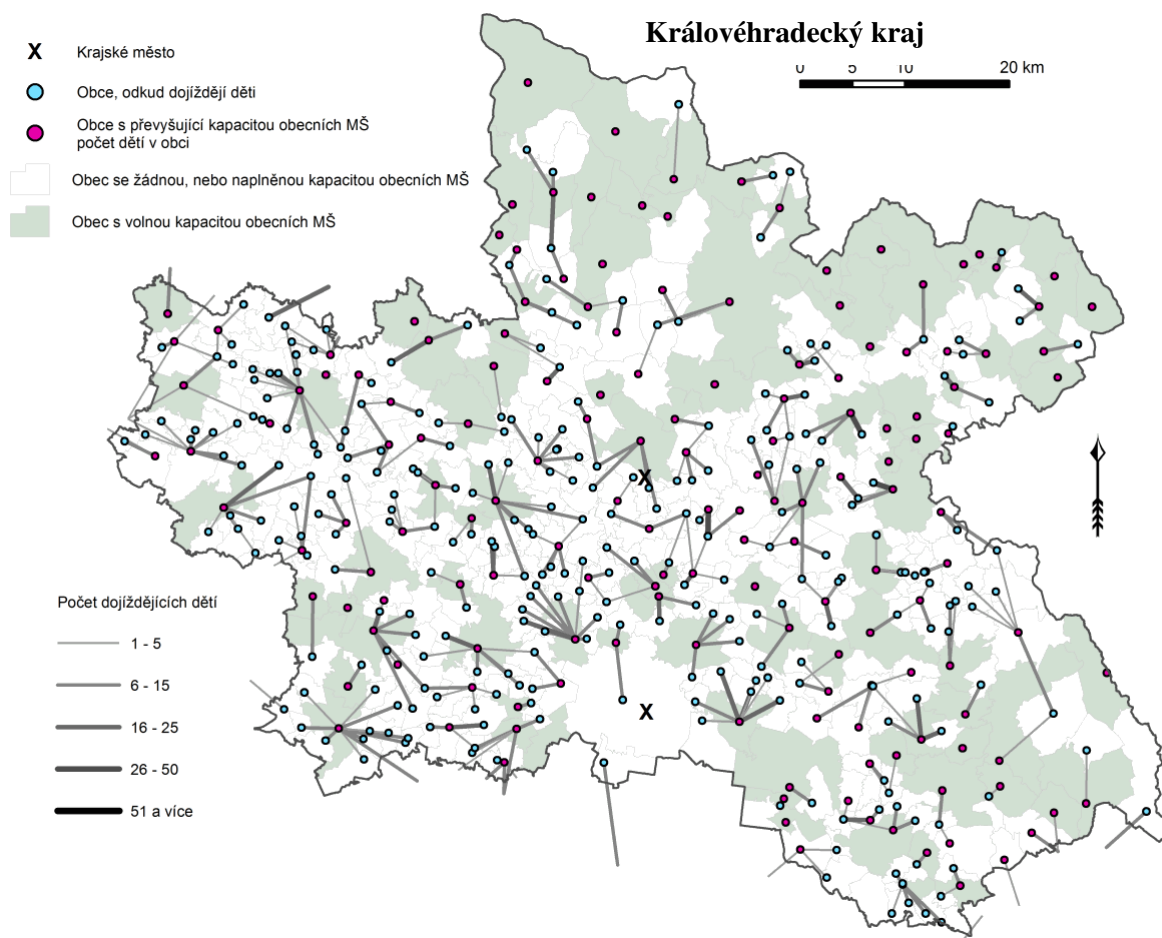 Královéhradecký kraj
0 5 10 20 km
X Krajské město
Obce, odkud dojíždějí děti
Obce s převyšující kapacitou obecních MŠ
počet dětí v obci
Obec se žádnou, nebo naplněnou kapacitou obecních MŠ
Obec s volnou kapacitou obecních MŠ
X
X
Počet dojíždějících dětí
1 - 5
6 - 15
16 - 25
26 - 50
51 a více